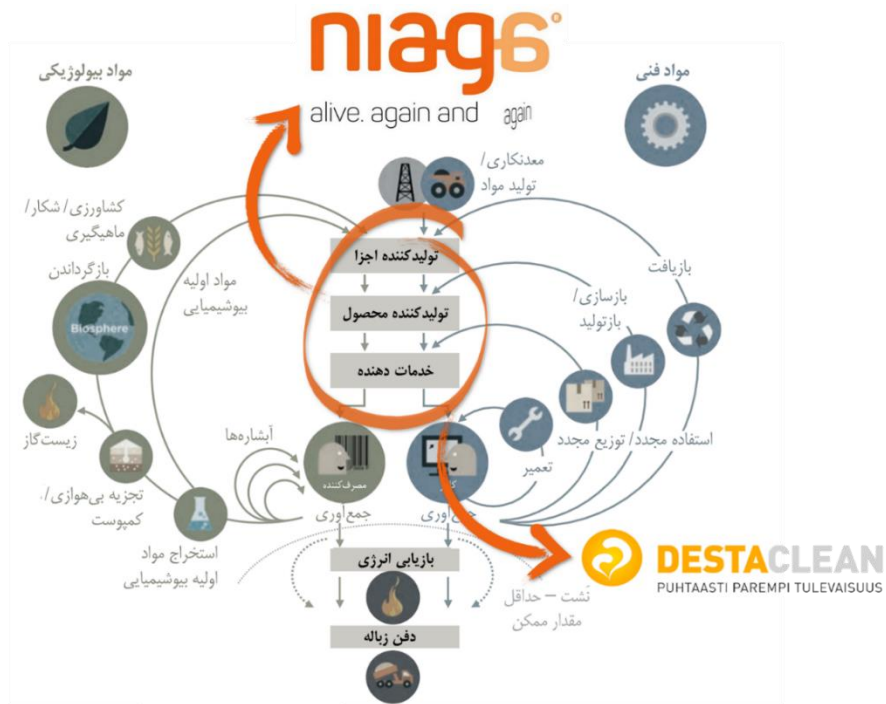 niaga®
alive. again and again
مواد بیولوژیکی
مواد فنی
معدنکاری/
تولید مواد
کشاورزی/ شکار/
ماهیگیری
بازگرداندن
Biosphere
مواد اولیه
بیوشیمیایی
تولیدکننده اجزا
تولیدکننده محصول
خدمات دهنده
بازیافت
بازسازی/
بازتولید
استفاده مجدد/ توزیع مجدد
تعمیر
زیست‌گاز
آبشاره‌ها
مصرف‌کننده
جمع‌آوری
جمع‌آوری
تجزیه بی‌هوازی/
کمپوست
استخراج مواد
اولیه بیوشیمیایی
بازیابی انرژی
نشت – حداقل
مقدار ممکن
دفن زباله
DESTACLEAN
PUHTAASTI PAREMPI TULEVAISUUS